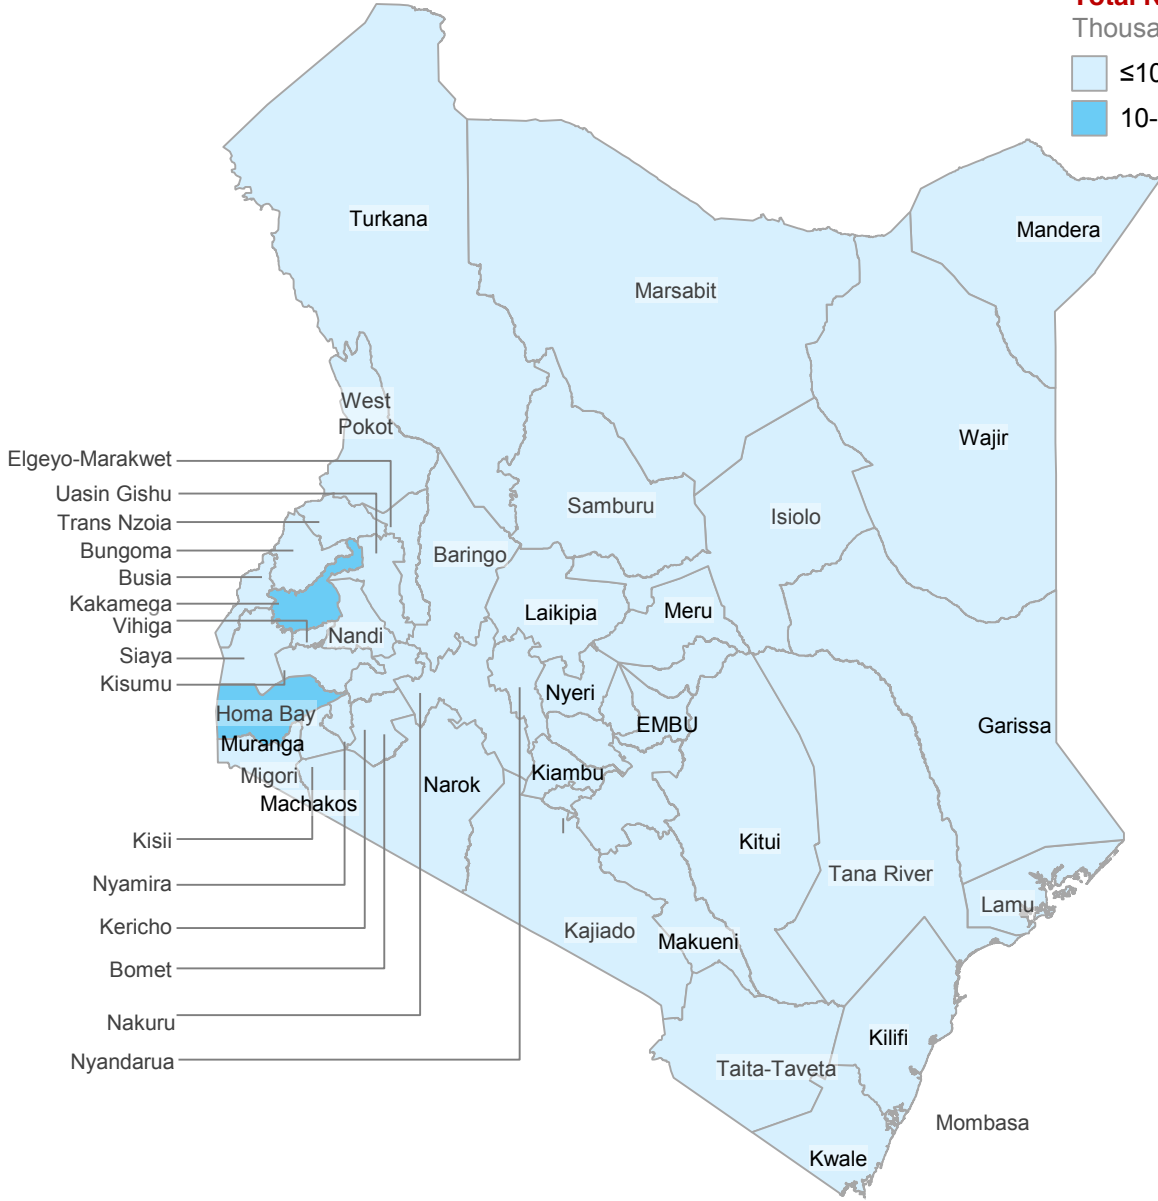 Thousa
≤10
10-
Turkana
Mandera
Marsabit
West
Pokot
Wajir
Elgeyo-Marakwet
Uasin Gishu
Samburu
Isiolo
Trans Nzoia
Bungoma
Baringo
Busia
Kakamega
Laikipia
Meru
Vihiga
Nandi
Siaya
Kisumu
Nyeri
Homa Bay
EMBU
Garissa
Muranga
Migori
Kiambu
Narok
Machakos
Kisii
Kitui
Tana River
Nyamira
Lamu
Kericho
Kajiado
Makueni
Bomet
Nakuru
Kilifi
Nyandarua
Taita-Taveta
Mombasa
Kwale